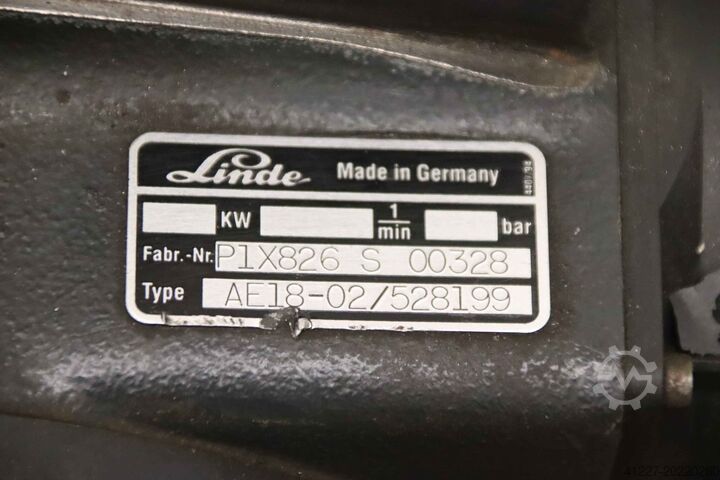 Linde Made in Germany
KW 1/min bar
Fabr.-Nr. P1X826 S 00328
Type AE18-02/528199